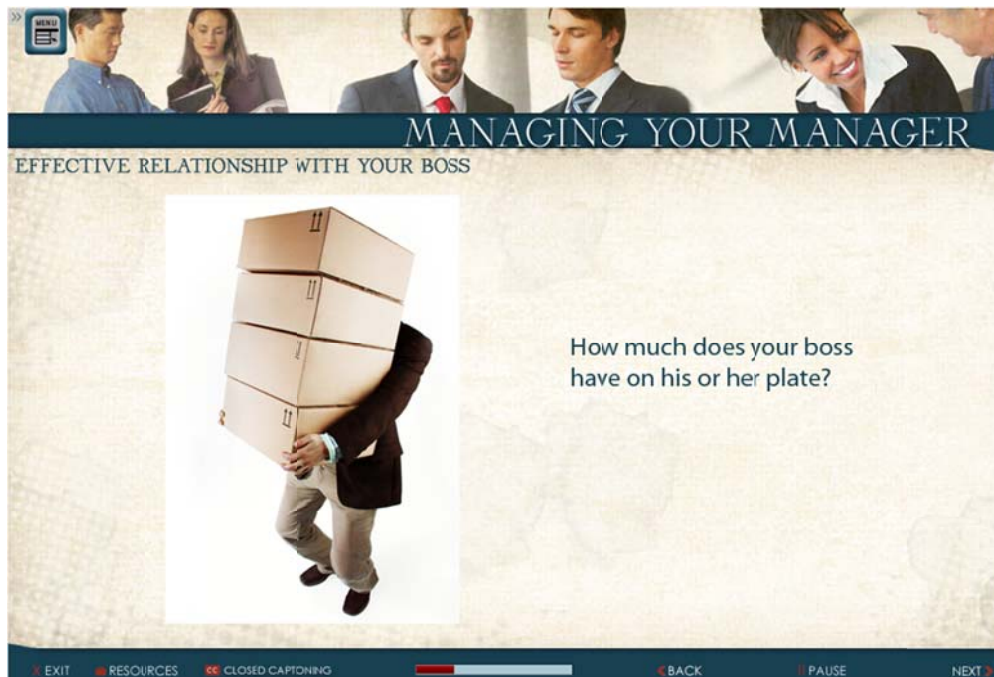 »
MENU
MANAGING YOUR MANAGER
EFFECTIVE RELATIONSHIP WITH YOUR BOSS
How much does your boss
have on his or her plate?
X EXIT RESOURCES CC CLOSED CAPTONING < BACK || PAUSE NEXT >